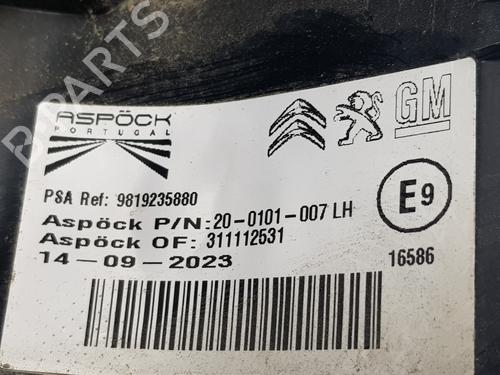 ASPÖCK
PORTUGAL
GM
PSA Ref: 9819235880
Aspöck P/N: 20-0101-007 LH
Aspöck OF: 311112531
14-09-2023
E9
16586
B-PARTS